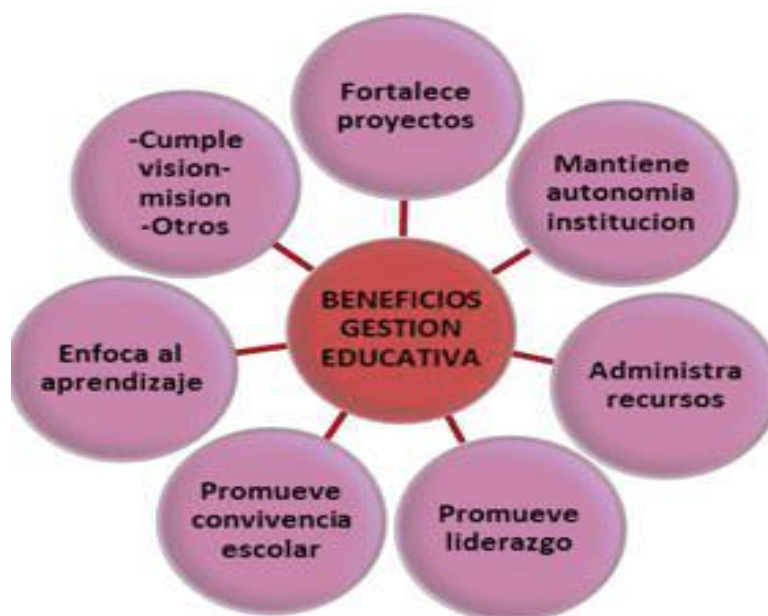 Fortalece
proyectos
Mantiene
autonomia
institucion
Administra
recursos
Promueve
liderazgo
Promueve
convivencia
escolar
Enfoca al
aprendizaje
-Cumple
vision-
mision
-Otros
BENEFICIOS
GESTION
EDUCATIVA